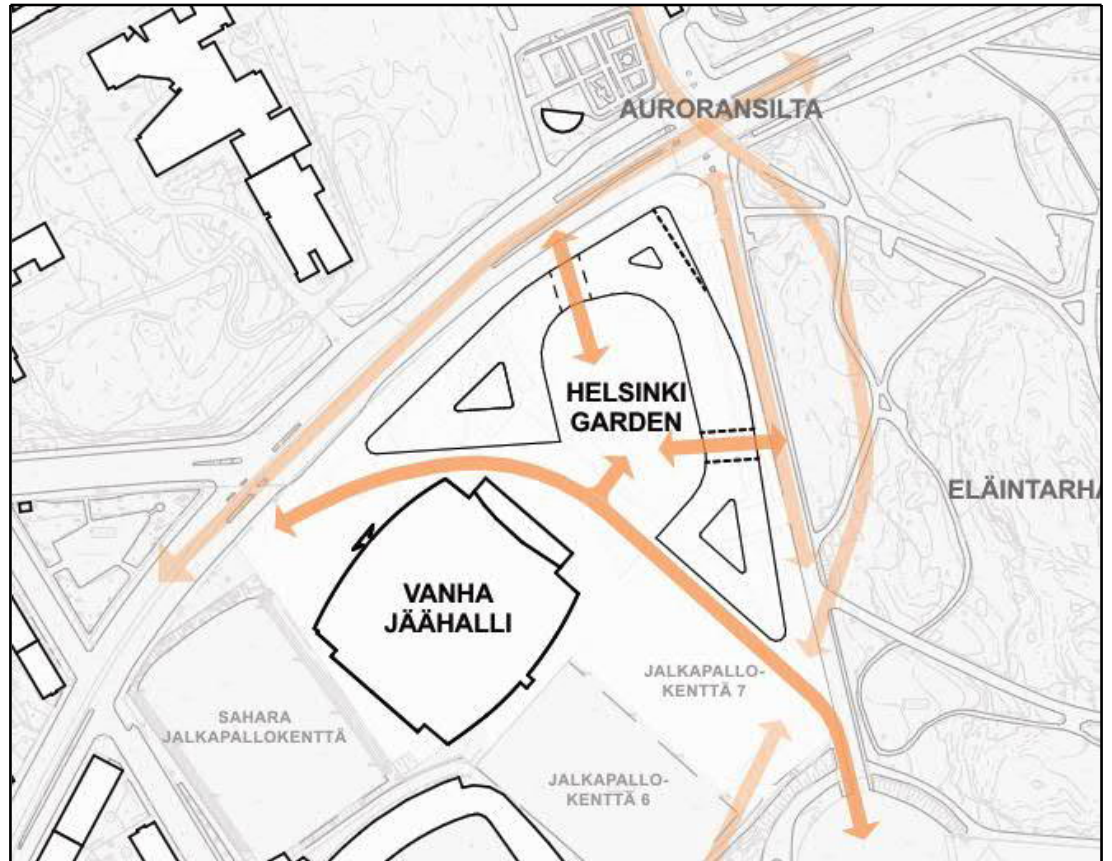 AURORANSILTA
HELSINKI
GARDEN
ELÄINTARHA
VANHA
JÄÄHALLI
JALKAPALLO-
KENTTÄ 7
SAHARA
JALKAPALLOKENTTÄ
JALKAPALLO-
KENTTÄ 6